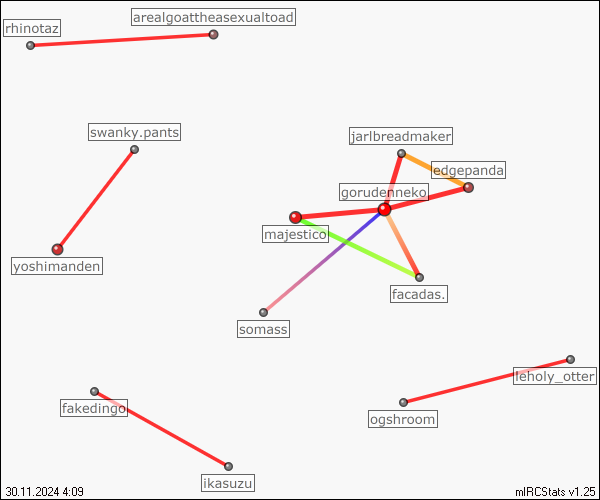 arealgoattheasexualtoad
rhinotaz
swanky.pants
jarlbreadmaker
edgepanda
gorudenneko
majestico
yoshimanden
facadas.
somass
leholy_otter
fakedingo
ogshroom
ikasuzu
30.11.2024 4:09
mIRCStats v1.25